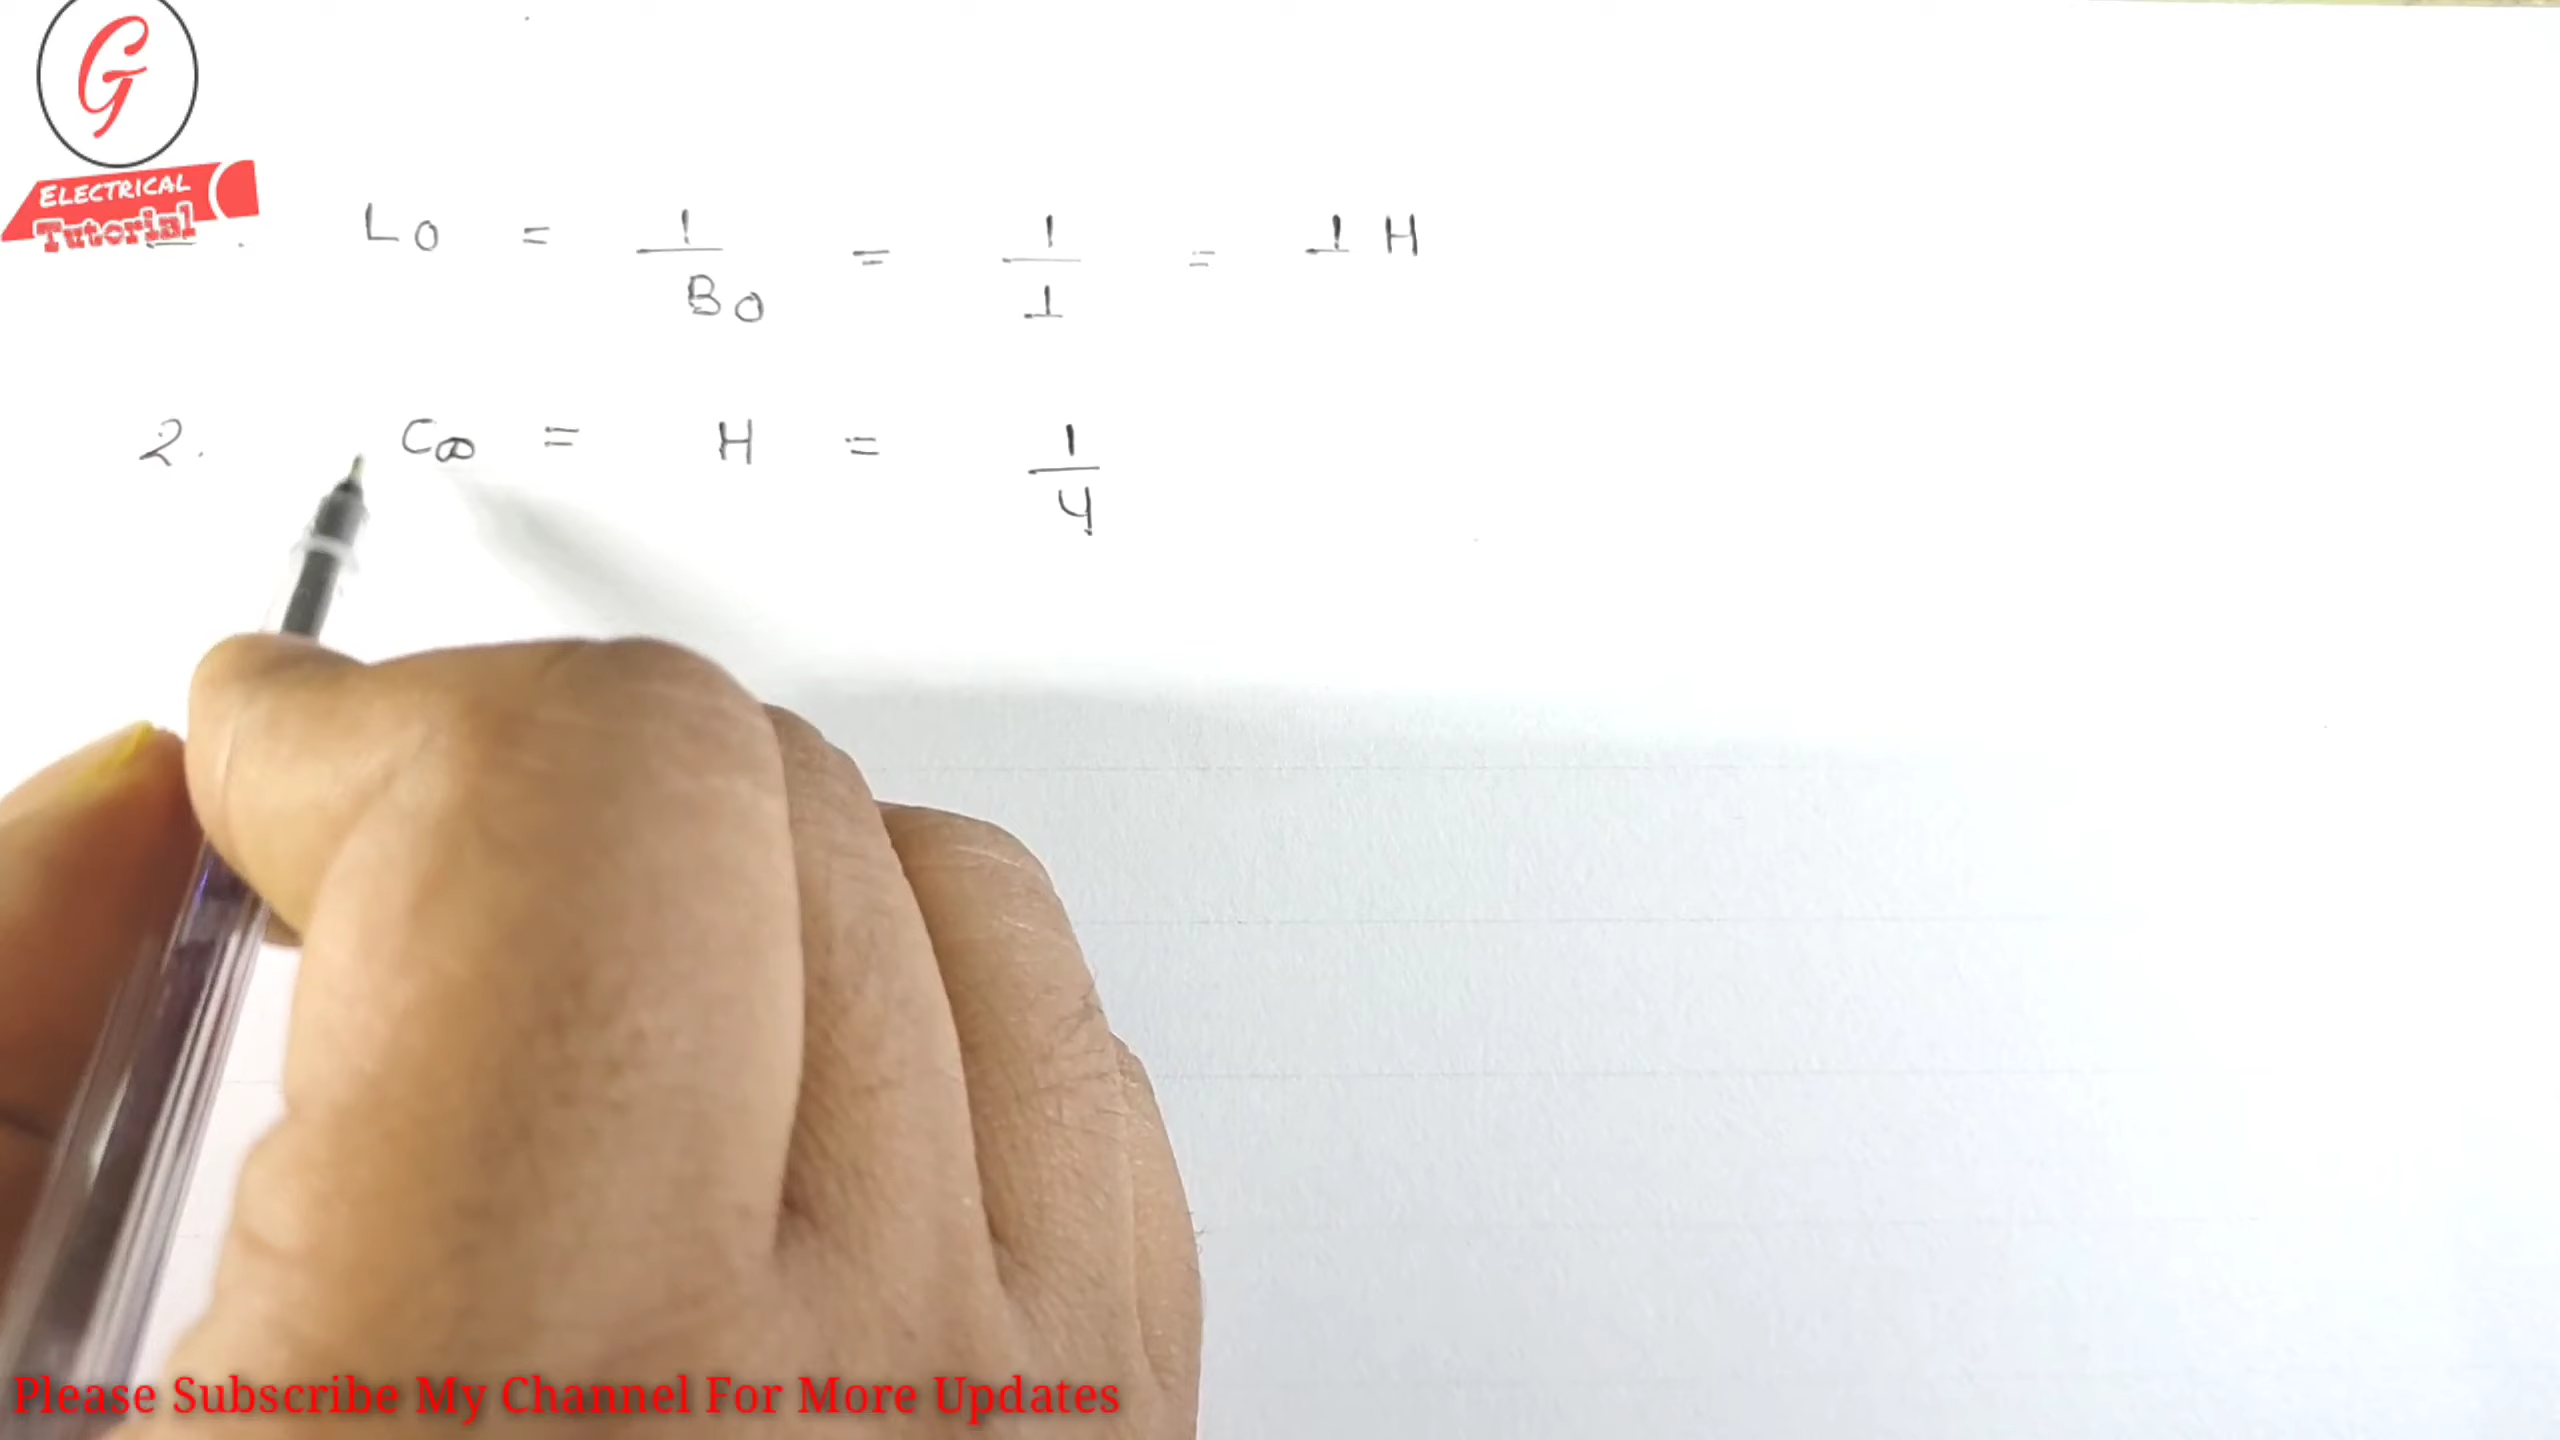 G
ELECTRICAL
Tutorial
L0 = 1/B0 = 1/1 = 1 H
2. C∞ = H = 1/4
Please Subscribe My Channel For More Updates